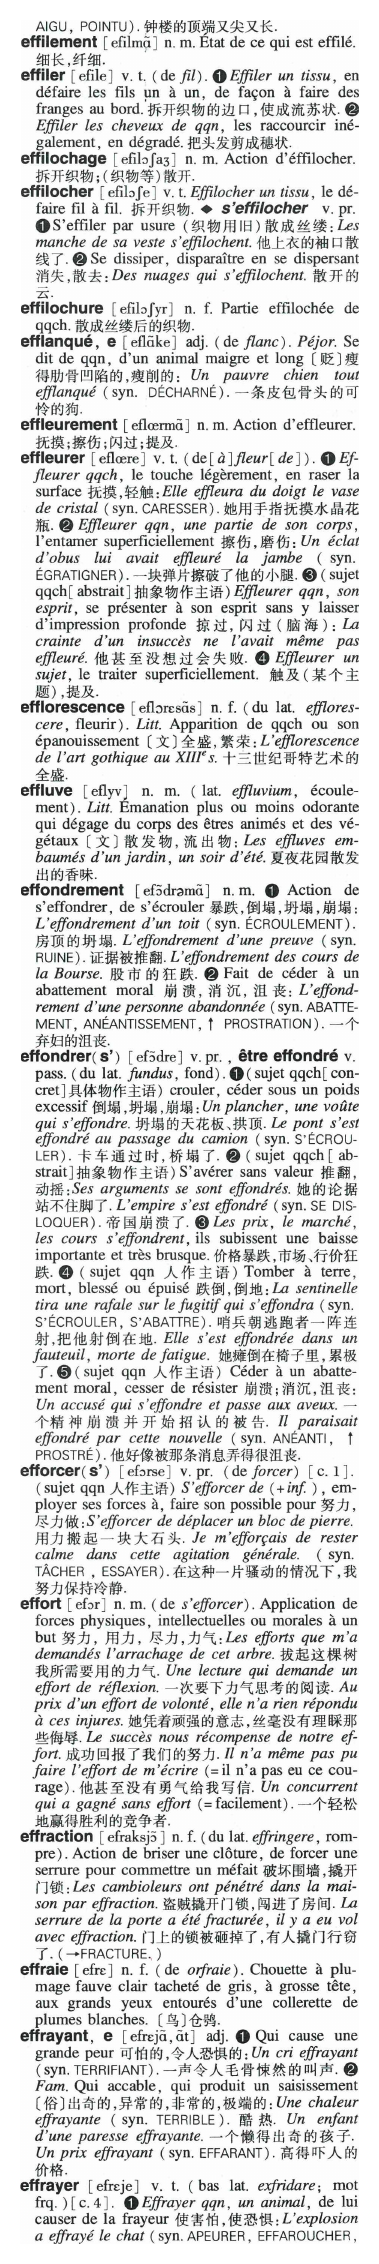 AIGU, POINTU). 钟楼的顶端又尖又长.
effilement [efilmɑ̃] n. m. État de ce qui est effilé.
细长,纤细.
effiler [efile] v. t. (de fil). ❶ Effiler un tissu, en
défaire les fils un à un, de façon à faire des
franges au bord. 拆开织物的边口,使成流苏状. ❷
Effiler les cheveux de qqn, les raccourcir iné-
galement, en dégradé. 把头发剪成穗状.
effilochage [efilɔʃaʒ] n. m. Action d'éffilocher.
拆开织物;(织物等)散开.
effilocher [efilɔʃe] v. t. Effilocher un tissu, le dé-
faire fil à fil. 拆开织物. ◆ s'effilocher v. pr.
❶ S'effiler par usure (织物用旧)散成丝缕: Les
manche de sa veste s'effilochent. 他上衣的袖口散
线了. ❷ Se dissiper, disparaître en se dispersant
消失,散去: Des nuages qui s'effilochent. 散开的
云.
effilochure [efilɔʃyr] n. f. Partie effilochée de
qqch. 散成丝缕后的织物.
efflanqué, e [eflɑ̃ke] adj. (de flanc). Péjor. Se
dit de qqn, d'un animal maigre et long [贬]瘦
得肋骨凹陷的,瘦削的: Un pauvre chien tout
efflanqué (syn. DÉCHARNÉ). 一条皮包骨头的可
怜的狗.
effleurement [eflœrmɑ̃] n. m. Action d'effleurer.
抚摸;擦伤;闪过;提及.
effleurer [eflœre] v. t. (de[à]fleur[de]). ❶ Ef-
fleurer qqch, le touche légèrement, en raser la
surface 抚摸,轻触: Elle effleura du doigt le vase
de cristal (syn. CARESSER). 她用手指抚摸水晶花
瓶. ❷ Effleurer qqn, une partie de son corps,
l'entamer superficiellement 擦伤,磨伤: Un éclat
d'obus lui avait effleuré la jambe ( syn.
ÉGRATIGNER). 一块弹片擦破了他的小腿. ❸ (sujet
qqch[abstrait]抽象物作主语) Effleurer qqn, son
esprit, se présenter à son esprit sans y laisser
d'impression profonde 掠过,闪过(脑海): La
crainte d'un insuccès ne l'avait même pas
effleuré. 他甚至没想过会失败. ❹ Effleurer un
sujet, le traiter superficiellement. 触及(某个主
题),提及.
efflorescence [eflɔrɛsɑ̃s] n. f. (du lat. efflores-
cere, fleurir). Litt. Apparition de qqch ou son
épanouissement [文]全盛,繁荣: L'efflorescence
de l'art gothique au XIIIe s. 十三世纪哥特艺术的
全盛.
effluve [eflyv] n. m. ( lat. effluvium, écoule-
ment). Litt. Émanation plus ou moins odorante
qui dégage du corps des êtres animés et des vé-
gétaux [文]散发物,流出物: Les effluves em-
baumés d'un jardin, un soir d'été. 夏夜花园散发
出的香味.
effondrement [efɔ̃drəmɑ̃] n. m. ❶ Action de
s'effondrer, de s'écrouler 暴跌,倒塌,坍塌,崩塌:
L'effondrement d'un toit (syn. ÉCROULEMENT).
房顶的坍塌. L'effondrement d'une preuve (syn.
RUINE). 证据被推翻. L'effondrement des cours de
la Bourse. 股市的狂跌. ❷ Fait de céder à un
abattement moral 崩溃,消沉,沮丧: L'effond-
rement d'une personne abandonnée (syn. ABATTE-
MENT, ANÉANTISSEMENT, ↑ PROSTRATION). 一个
弃妇的沮丧.
effondrer(s') [efɔ̃dre] v. pr. , être effondré v.
pass. (du lat. fundus, fond). ❶ (sujet qqch[con-
cret]具体物作主语) crouler, céder sous un poids
excessif 倒塌,坍塌,崩塌: Un plancher, une voûte
qui s'effondre. 坍塌的天花板、拱顶. Le pont s'est
effondré au passage du camion (syn. S'ÉCROU-
LER). 卡车通过时,桥塌了. ❷ (sujet qqch[ab-
strait]抽象物作主语) S'avérer sans valeur 推翻,
动摇: Ses arguments se sont effondrés. 她的论据
站不住脚了. L'empire s'est effondré (syn. SE DIS-
LOQUER). 帝国崩溃了. ❸ Les prix, le marché,
les cours s'effondrent, ils subissent une baisse
importante et très brusque. 价格暴跌,市场、行价狂
跌. ❹ (sujet qqn 人作主语) Tomber à terre,
mort, blessé ou épuisé 跌倒,倒地: La sentinelle
tira une rafale sur le fugitif qui s'effondra (syn.
S'ÉCROULER, S'ABATTRE). 哨兵朝逃跑者一阵连
射,把他射倒在地. Elle s'est effondrée dans un
fauteuil, morte de fatigue. 她瘫倒在椅子里,累极
了. ❺ (sujet qqn 人作主语) Céder à un abatte-
ment moral, cesser de résister 崩溃;消沉,沮丧:
Un accusé qui s'effondre et passe aux aveux. 一
个精神崩溃并开始招认的被告. Il paraisait
effondré par cette nouvelle (syn. ANÉANTI, ↑
PROSTRÉ). 他好像被那条消息弄得很沮丧.
efforcer(s') [efɔrse] v. pr. (de forcer) [c. 1].
(sujet qqn 人作主语) S'efforcer de (+inf.), em-
ployer ses forces à, faire son possible pour 努力,
尽力做: S'efforcer de déplacer un bloc de pierre.
用力搬起一块大石头. Je m'efforçais de rester
calme dans cette agitation générale. ( syn.
TÂCHER , ESSAYER). 在这种一片骚动的情况下,我
努力保持冷静.
effort [efɔr] n. m. (de s'efforcer). Application de
forces physiques, intellectuelles ou morales à un
but 努力,用力,尽力,力气: Les efforts que m'a
demandés l'arrachage de cet arbre. 拔起这棵树
我所需要用的力气. Une lecture qui demande un
effort de réflexion. 一次要下力气思考的阅读. Au
prix d'un effort de volonté, elle n'a rien répondu
à ces injures. 她凭着顽强的意志,丝毫没有理睬那
些侮辱. Le succès nous récompense de notre ef-
fort. 成功回报了我们的努力. Il n'a même pas pu
faire l'effort de m'écrire (=il n'a pas eu ce cou-
rage). 他甚至没有勇气给我写信. Un concurrent
qui a gagné sans effort (=facilement). 一个轻松
地赢得胜利的竞争者.
effraction [efraksjɔ̃] n. f. (du lat. effringere, rom-
pre). Action de briser une clôture, de forcer une
serrure pour commettre un méfait 破坏围墙,撬开
门锁: Les cambioleurs ont pénétré dans la mai-
son par effraction. 盗贼撬开门锁,闯进了房间. La
serrure de la porte a été fracturée, il y a eu vol
avec effraction. 门上的锁被砸掉了,有人撬门行窃
了. (→FRACTURE、)
effraie [efrɛ] n. f. (de orfraie). Chouette à plu-
mage fauve clair tacheté de gris, à grosse tête,
aux grands yeux entourés d'une collerette de
plumes blanches. [鸟]仓鸮.
effrayant, e [efrɛjɑ̃, ɑ̃t] adj. ❶ Qui cause une
grande peur 可怕的,令人恐惧的: Un cri effrayant
(syn. TERRIFIANT). 一声令人毛骨悚然的叫声. ❷
Fam. Qui accable, qui produit un saisissement
[俗]出奇的,异常的,非常的,极端的: Une chaleur
effrayante ( syn. TERRIBLE). 酷热. Un enfant
d'une paresse effrayante. 一个懒得出奇的孩子.
Un prix effrayant (syn. EFFARANT). 高得吓人的
价格.
effrayer [efrɛje] v. t. (bas lat. exfridare; mot
frq. )[c. 4]. ❶ Effrayer qqn, un animal, de lui
causer de la frayeur 使害怕,使恐惧: L'explosion
a effrayé le chat (syn. APEURER, EFFAROUCHER,